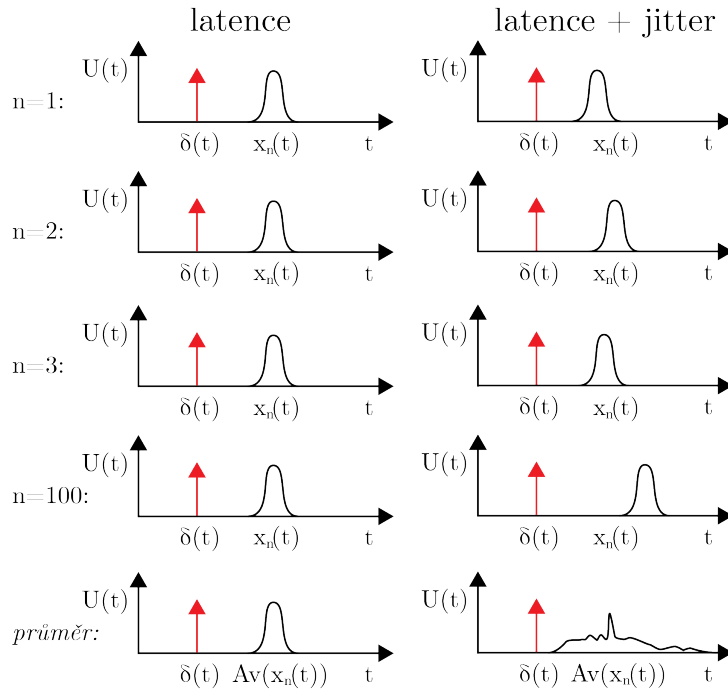 latence
latence + jitter
n=1:
U(t)
δ(t)
xn(t)
t
U(t)
δ(t)
xn(t)
t
n=2:
U(t)
δ(t)
xn(t)
t
U(t)
δ(t)
xn(t)
t
n=3:
U(t)
δ(t)
xn(t)
t
U(t)
δ(t)
xn(t)
t
n=100:
U(t)
δ(t)
xn(t)
t
U(t)
δ(t)
xn(t)
t
průměr:
U(t)
δ(t)
Av(xn(t))
t
U(t)
δ(t)
Av(xn(t))
t